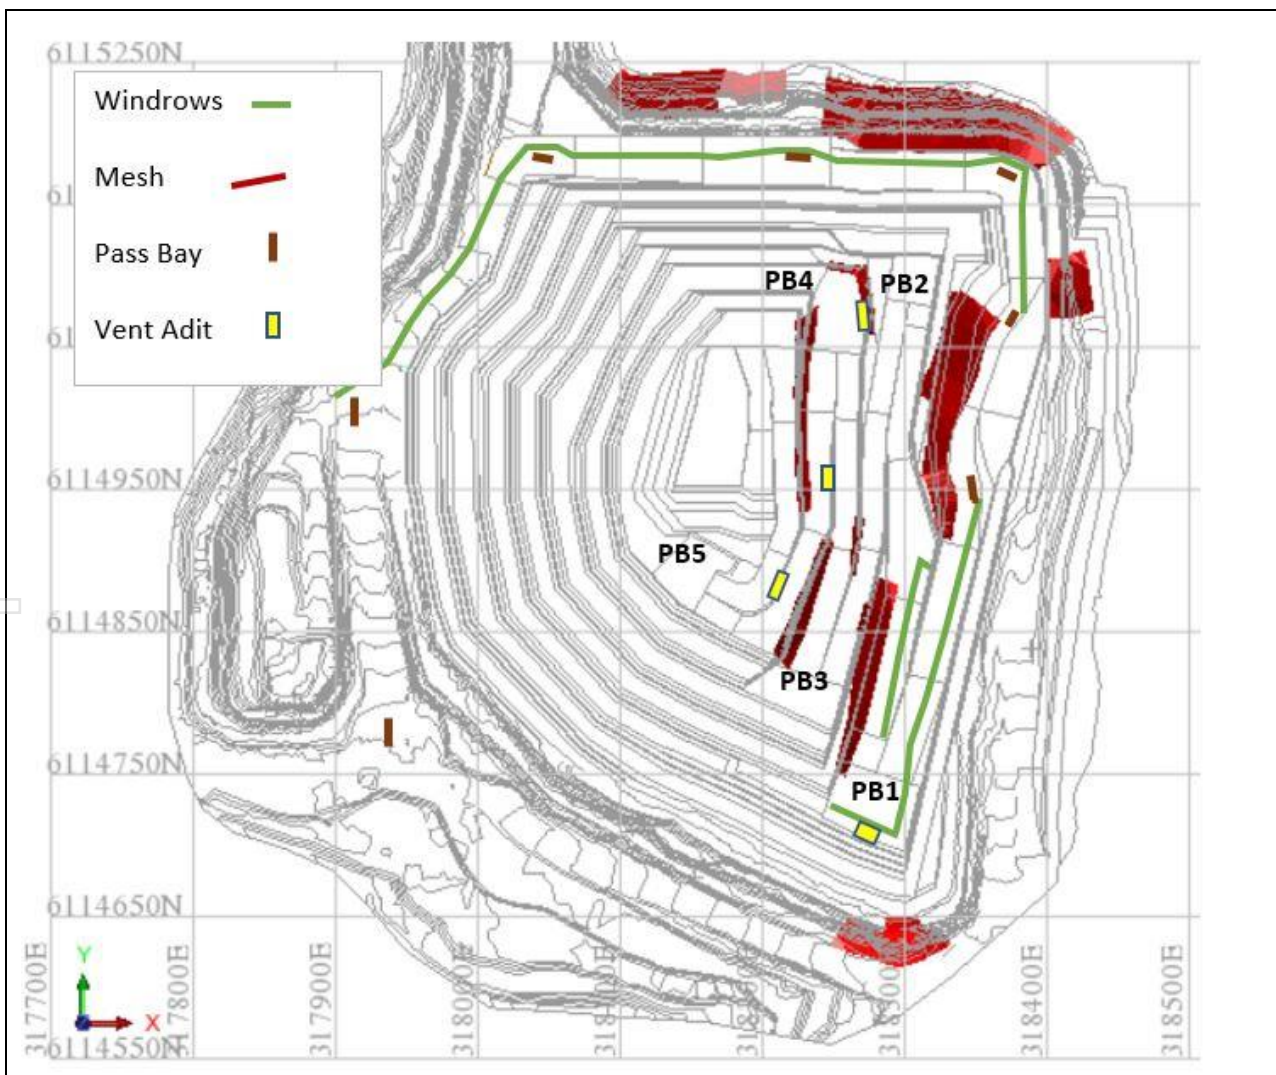 6115250N
Windrows
Mesh
Pass Bay
Vent Adit
PB4
PB2
6114950N
PB5
6114850N
PB3
6114750N
PB1
6114650N
Y
X
6114550N
317700E
317800E
317900E
318400E
318500E